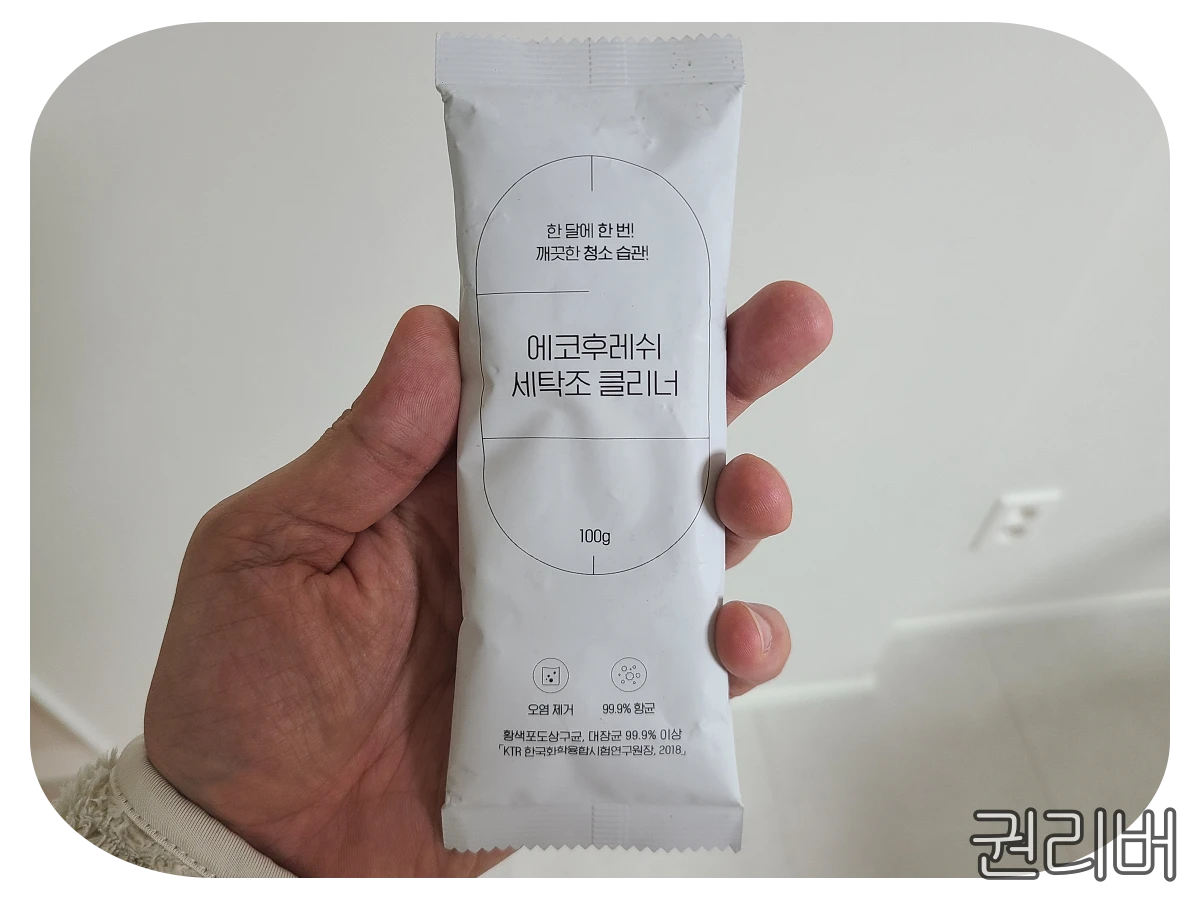 한 달에 한 번!
깨끗한 청소 습관!
에코후레쉬
세탁조 클리너
100g
오염 제거
99.9% 항균
황색포도상구균, 대장균 99.9% 이상
「KTR 한국화학융합시험연구원장, 2018」
권리버